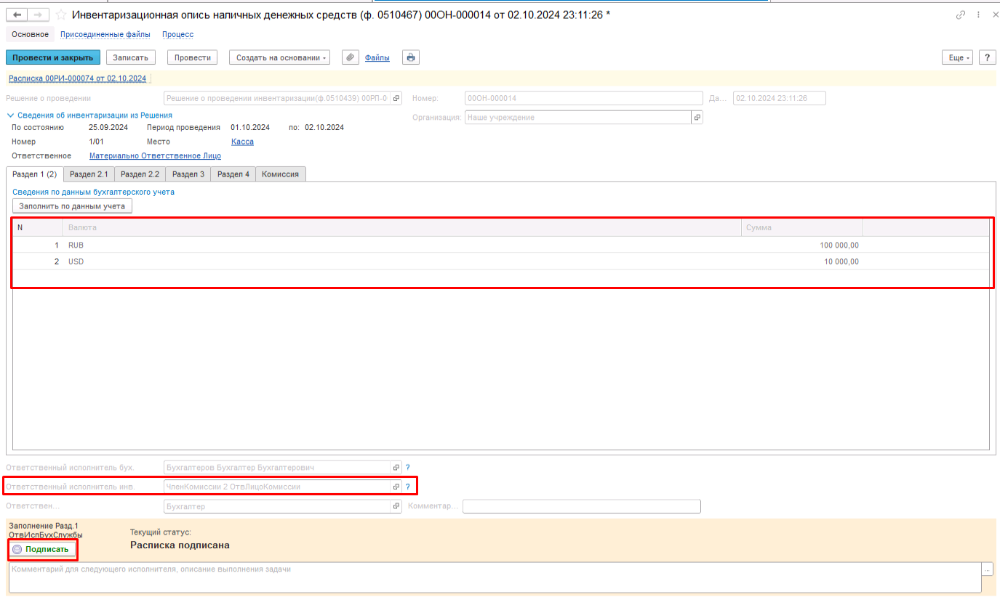 Инвентаризационная опись наличных денежных средств (ф. 0510467) 00ОН-000014 от 02.10.2024 23:11:26 *
Основное Присоединенные файлы Процесс
Провести и закрыть Записать Провести Создать на основании Файлы Еще ?
Расписка 00РИ-000074 от 02.10.2024
Решение о проведении Решение о проведении инвентаризации(ф.0510439) 00РП-0 Номер: 00ОН-000014 Да... 02.10.2024 23:11:26
Сведения об инвентаризации из Решения Организация: Наше учреждение
По состоянию 25.09.2024 Период проведения 01.10.2024 по: 02.10.2024
Номер 1/01 Место Касса
Ответственное Материально Ответственное Лицо
Раздел 1 (2) Раздел 2.1 Раздел 2.2 Раздел 3 Раздел 4 Комиссия
Сведения по данным бухгалтерского учета
Заполнить по данным учета
N Валюта Сумма
1 RUB 100 000,00
2 USD 10 000,00
Ответственный исполнитель бух. Бухгалтеров Бухгалтер Бухгалтерович ?
Ответственный исполнитель инв. ЧленКомиссии 2 ОтвЛицоКомиссии ?
Ответствен... Бухгалтер Комментар...
Заполнение Разд.1
ОтвИспБухСлужбы
Текущий статус:
Подписать Расписка подписана
Комментарий для следующего исполнителя, описание выполнения задачи ...